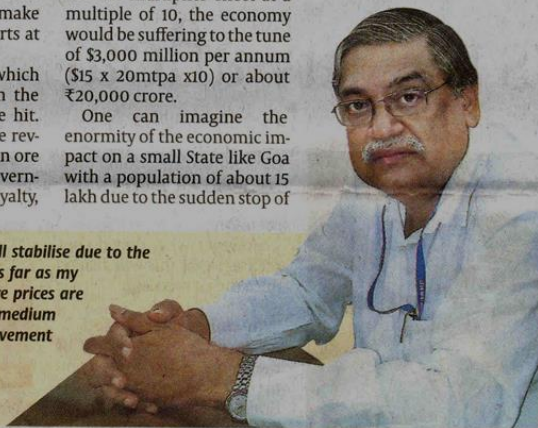 make
rts at
which
n the
e hit.
e rev-
n ore
vern-
yalty,
multiple of 10, the economy
would be suffering to the tune
of $3,000 million per annum
($15 x 20mtpa x10) or about
₹20,000 crore.
One can imagine the
enormity of the economic im-
pact on a small State like Goa
with a population of about 15
lakh due to the sudden stop of
ll stabilise due to the
s far as my
e prices are
medium
vement